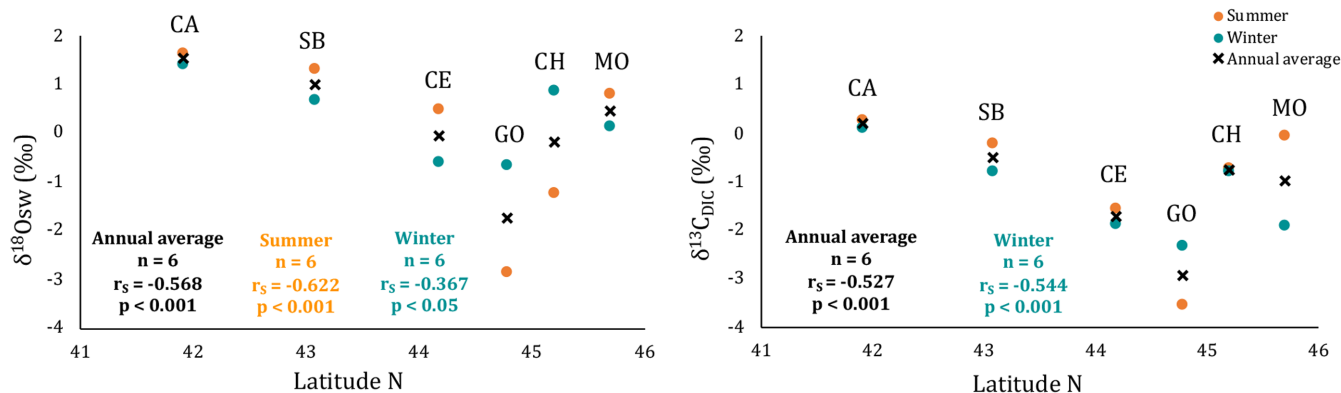 CA
SB
CE
GO
CH
MO
2
1
0
-1
-2
-3
-4
δ¹⁸Osw (‰)
Annual average
n = 6
rS = -0.568
p < 0.001
Summer
n = 6
rS = -0.622
p < 0.001
Winter
n = 6
rS = -0.367
p < 0.05
41
42
43
44
45
46
Latitude N
Summer
Winter
Annual average
CA
SB
CE
GO
CH
MO
2
1
0
-1
-2
-3
-4
δ¹³CDIC (‰)
Annual average
n = 6
rS = -0.527
p < 0.001
Winter
n = 6
rS = -0.544
p < 0.001
41
42
43
44
45
46
Latitude N